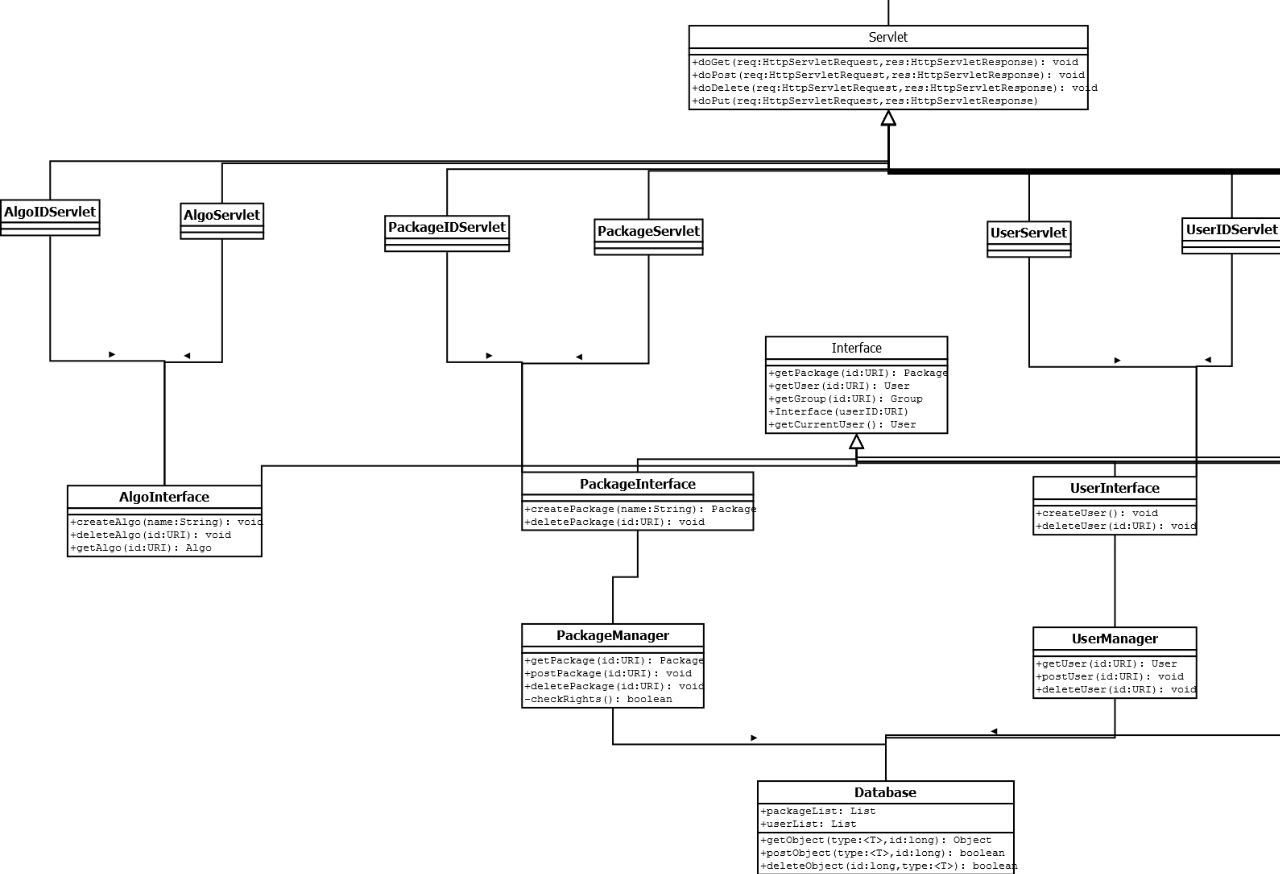 Servlet
+doGet(req:HttpServletRequest,res:HttpServletResponse): void
+doPost(req:HttpServletRequest,res:HttpServletResponse): void
+doDelete(req:HttpServletRequest,res:HttpServletResponse): void
+doPut(req:HttpServletRequest,res:HttpServletResponse)
AlgoIDServlet
AlgoServlet
PackageIDServlet
PackageServlet
UserServlet
UserIDServlet
Interface
+getPackage(id:URI): Package
+getUser(id:URI): User
+getGroup(id:URI): Group
+Interface(userID:URI)
+getCurrentUser(): User
AlgoInterface
+createAlgo(name:String): void
+deleteAlgo(id:URI): void
+getAlgo(id:URI): Algo
PackageInterface
+createPackage(name:String): Package
+deletePackage(id:URI): void
UserInterface
+createUser(): void
+deleteUser(id:URI): void
PackageManager
+getPackage(id:URI): Package
+postPackage(id:URI): void
+deletePackage(id:URI): void
-checkRights(): boolean
UserManager
+getUser(id:URI): User
+postUser(id:URI): void
+deleteUser(id:URI): void
Database
+packageList: List
+userList: List
+getObject(type:<T>,id:long): Object
+postObject(type:<T>,id:long): boolean
+deleteObject(id:long,type:<T>): boolean